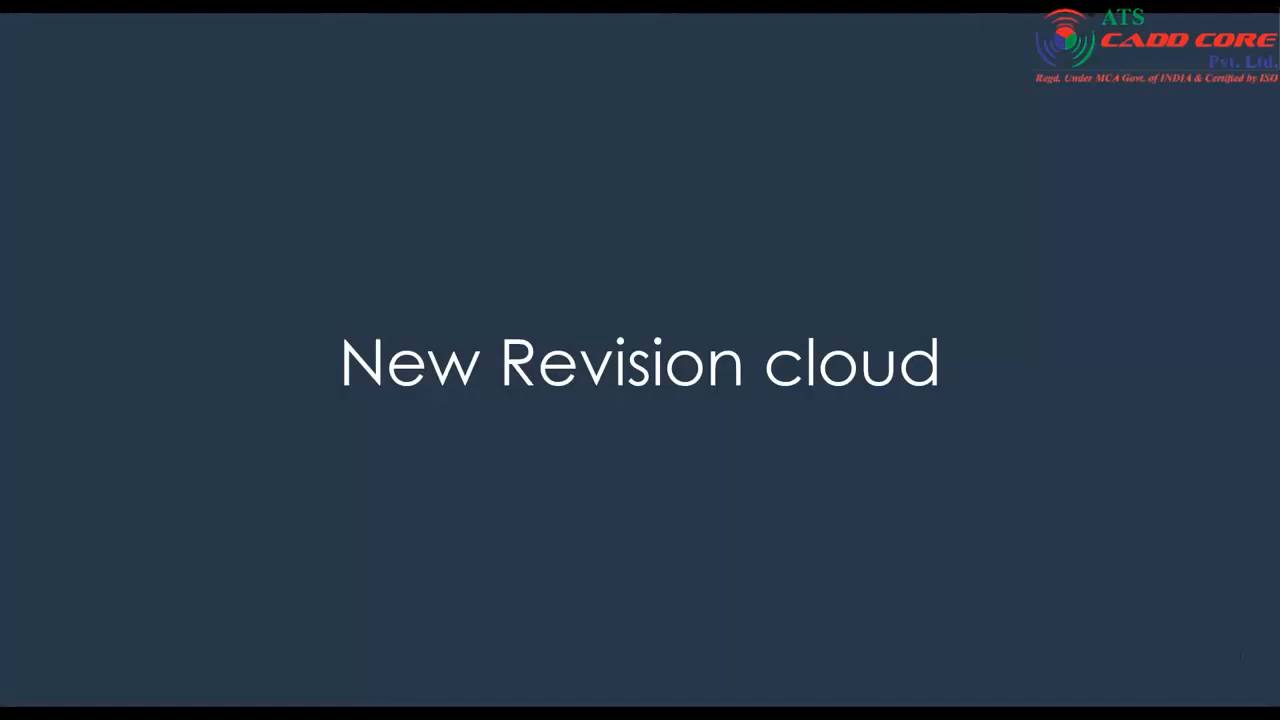 ATS
CADD CORE
Pvt. Ltd.
Regd. Under MCA Govt. of INDIA & Certified by ISO
New Revision cloud